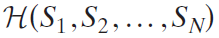 ℋ(S₁, S₂, …, S_N)